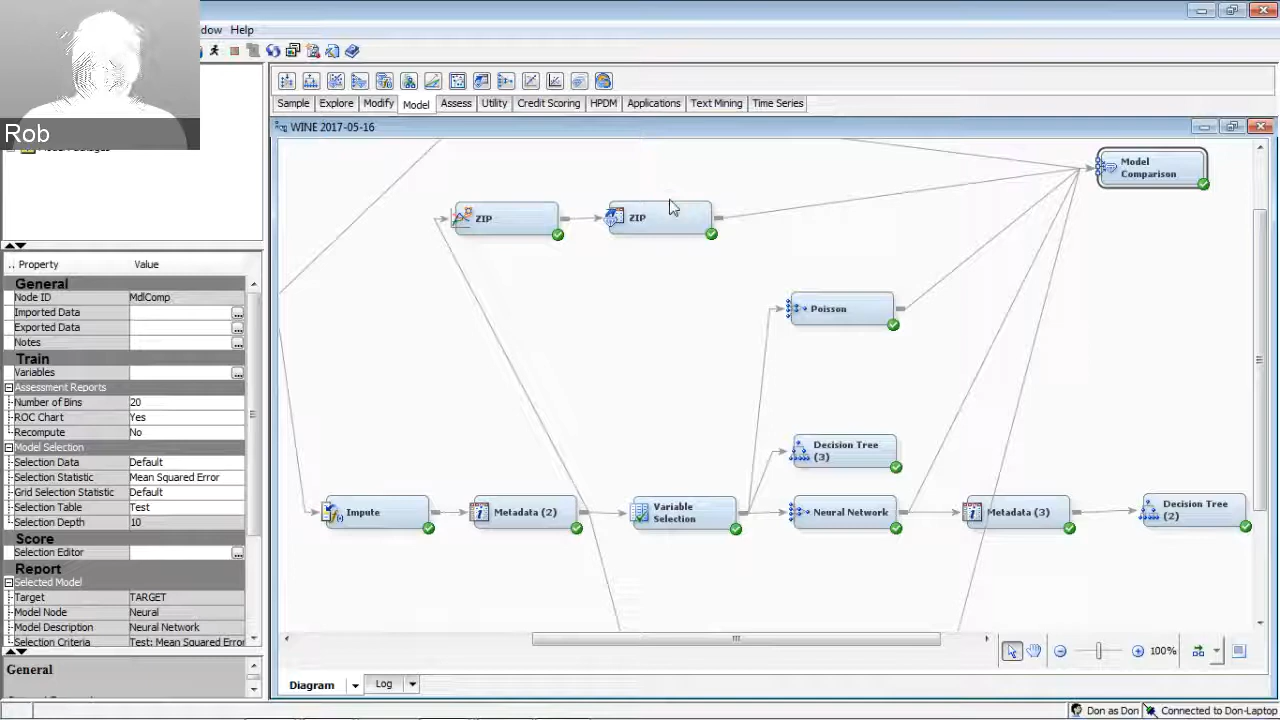 dow Help
Rob
Sample Explore Modify Model Assess Utility Credit Scoring HPDM Applications Text Mining Time Series
WINE 2017-05-16
Model
Comparison
ZIP
ZIP
Poisson
Decision Tree
(3)
Impute
Metadata (2)
Variable
Selection
Neural Network
Metadata (3)
Decision Tree
(2)
.. Property Value
General
Node ID MdlComp
Imported Data ...
Exported Data ...
Notes ...
Train
Variables ...
Assessment Reports
Number of Bins 20
ROC Chart Yes
Recompute No
Model Selection
Selection Data Default
Selection Statistic Mean Squared Error
Grid Selection Statistic Default
Selection Table Test
Selection Depth 10
Score
Selection Editor ...
Report
Selected Model
Target TARGET
Model Node Neural
Model Description Neural Network
Selection Criteria Test: Mean Squared Error
General
100%
Diagram Log
Don as Don Connected to Don-Laptop